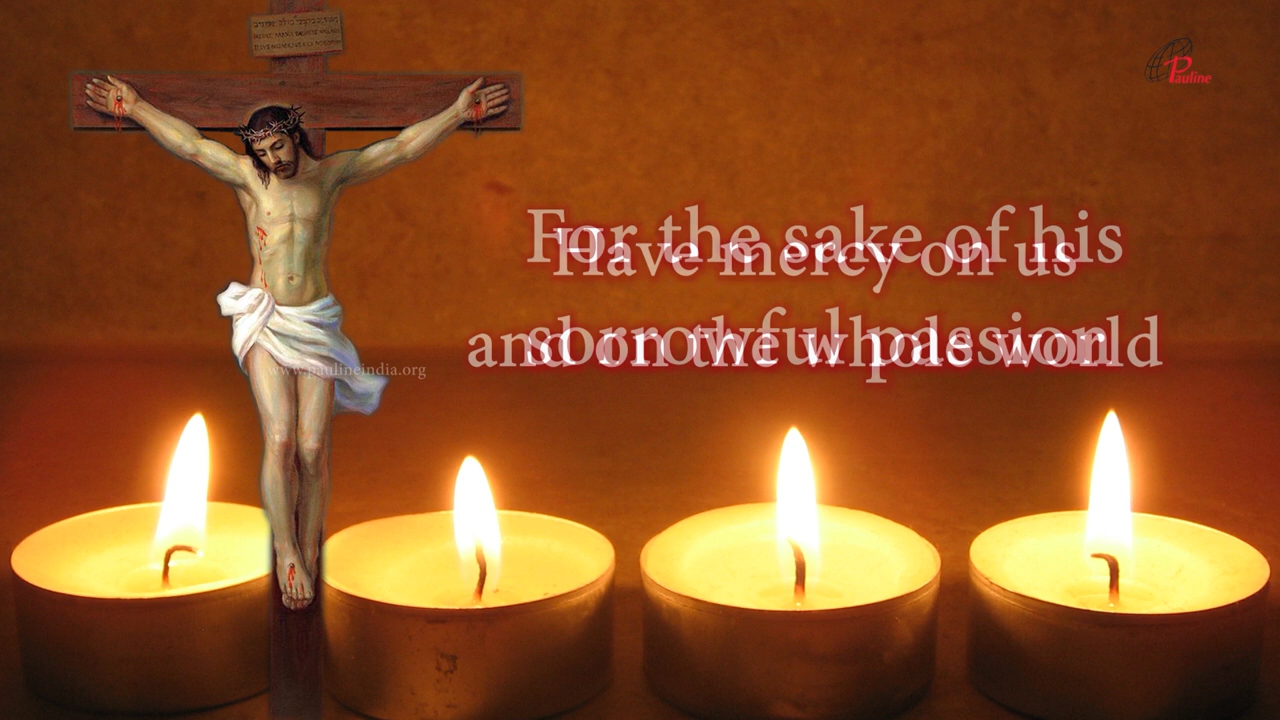 Pauline
For the sake of his
Have mercy on us
sorrowful passion
and on the whole world
www.paulineindia.org